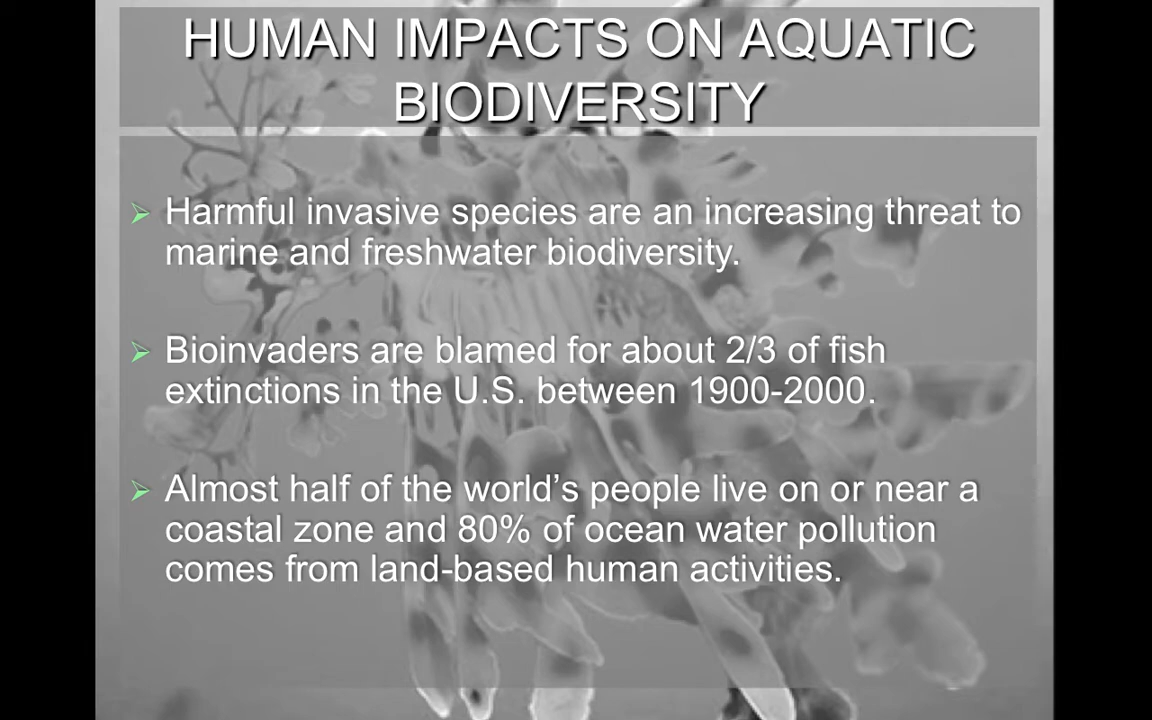 HUMAN IMPACTS ON AQUATIC
BIODIVERSITY
Harmful invasive species are an increasing threat to
marine and freshwater biodiversity.
Bioinvaders are blamed for about 2/3 of fish
extinctions in the U.S. between 1900-2000.
Almost half of the world’s people live on or near a
coastal zone and 80% of ocean water pollution
comes from land-based human activities.